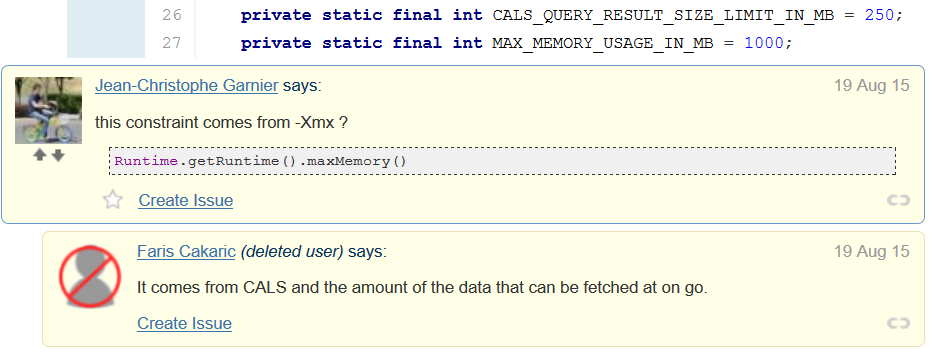 26 private static final int CALS_QUERY_RESULT_SIZE_LIMIT_IN_MB = 250;
27 private static final int MAX_MEMORY_USAGE_IN_MB = 1000;
Jean-Christophe Garnier says: 19 Aug 15
this constraint comes from -Xmx ?
Runtime.getRuntime().maxMemory()
Create Issue
Faris Cakaric (deleted user) says: 19 Aug 15
It comes from CALS and the amount of the data that can be fetched at on go.
Create Issue